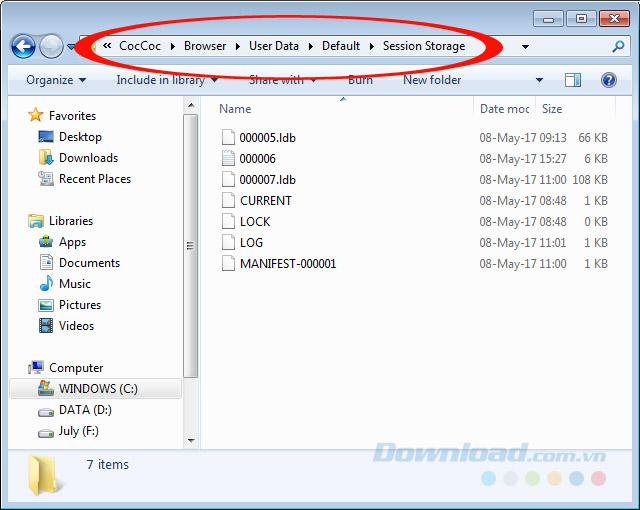 « CocCoc Browser User Data Default Session Storage
Organize Include in library Share with Burn New folder
Favorites
Desktop
Downloads
Recent Places
Libraries
Apps
Documents
Music
Pictures
Videos
Computer
WINDOWS (C:)
DATA (D:)
July (F:)
Name Date moc Size
000005.ldb 08-May-17 09:13 66 KB
000006 08-May-17 15:27 6 KB
000007.ldb 08-May-17 11:00 108 KB
CURRENT 08-May-17 08:48 1 KB
LOCK 08-May-17 08:48 0 KB
LOG 08-May-17 11:01 1 KB
MANIFEST-000001 08-May-17 11:00 1 KB
7 items
Download.com.vn